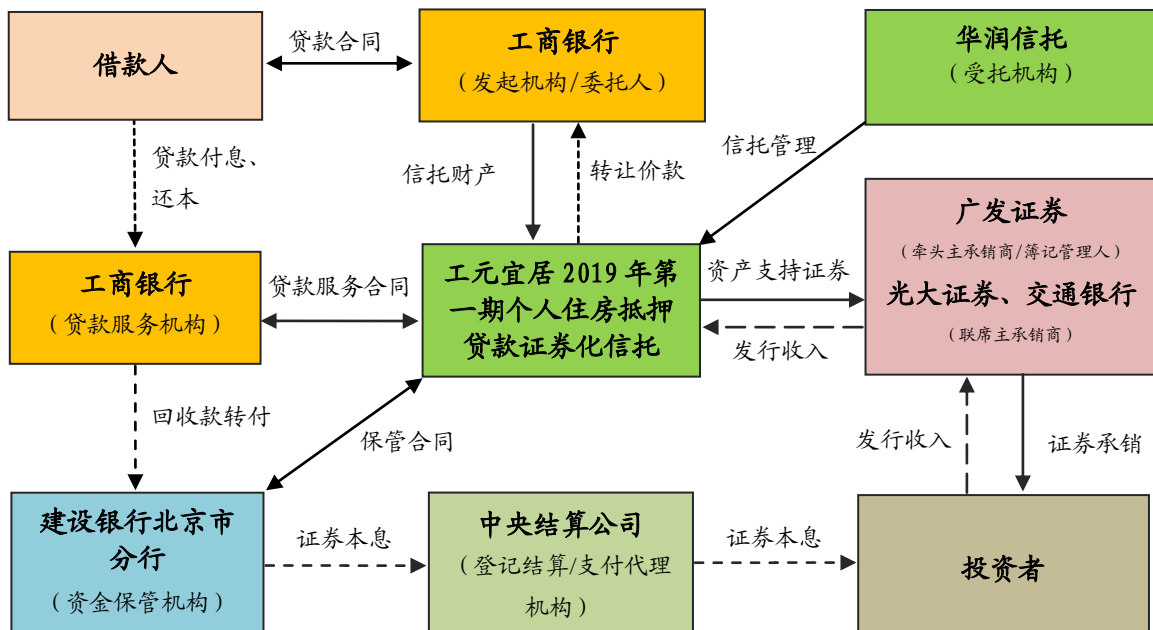 借款人
贷款合同
工商银行
（发起机构/委托人）
华润信托
（受托机构）
贷款付息、
还本
信托财产
转让价款
信托管理
工商银行
（贷款服务机构）
贷款服务合同
工元宜居 2019 年第
一期个人住房抵押
贷款证券化信托
资产支持证券
发行收入
广发证券
（牵头主承销商/簿记管理人）
光大证券、交通银行
（联席主承销商）
回收款转付
保管合同
发行收入
证券承销
建设银行北京市
分行
（资金保管机构）
证券本息
中央结算公司
（登记结算/支付代理
机构）
证券本息
投资者